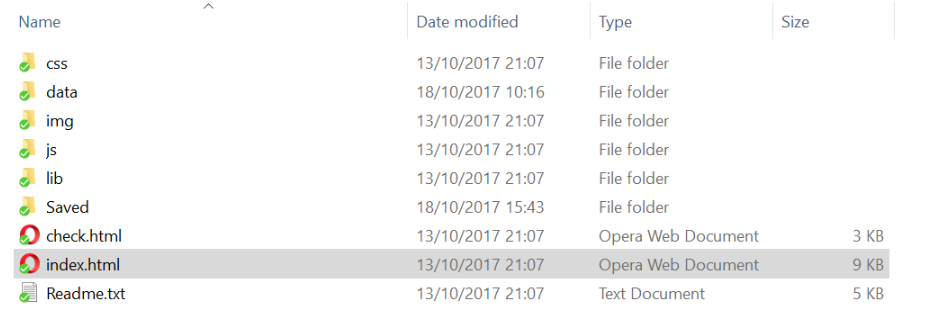 Name Date modified Type Size
css 13/10/2017 21:07 File folder
data 18/10/2017 10:16 File folder
img 13/10/2017 21:07 File folder
js 13/10/2017 21:07 File folder
lib 13/10/2017 21:07 File folder
Saved 18/10/2017 15:43 File folder
check.html 13/10/2017 21:07 Opera Web Document 3 KB
index.html 13/10/2017 21:07 Opera Web Document 9 KB
Readme.txt 13/10/2017 21:07 Text Document 5 KB